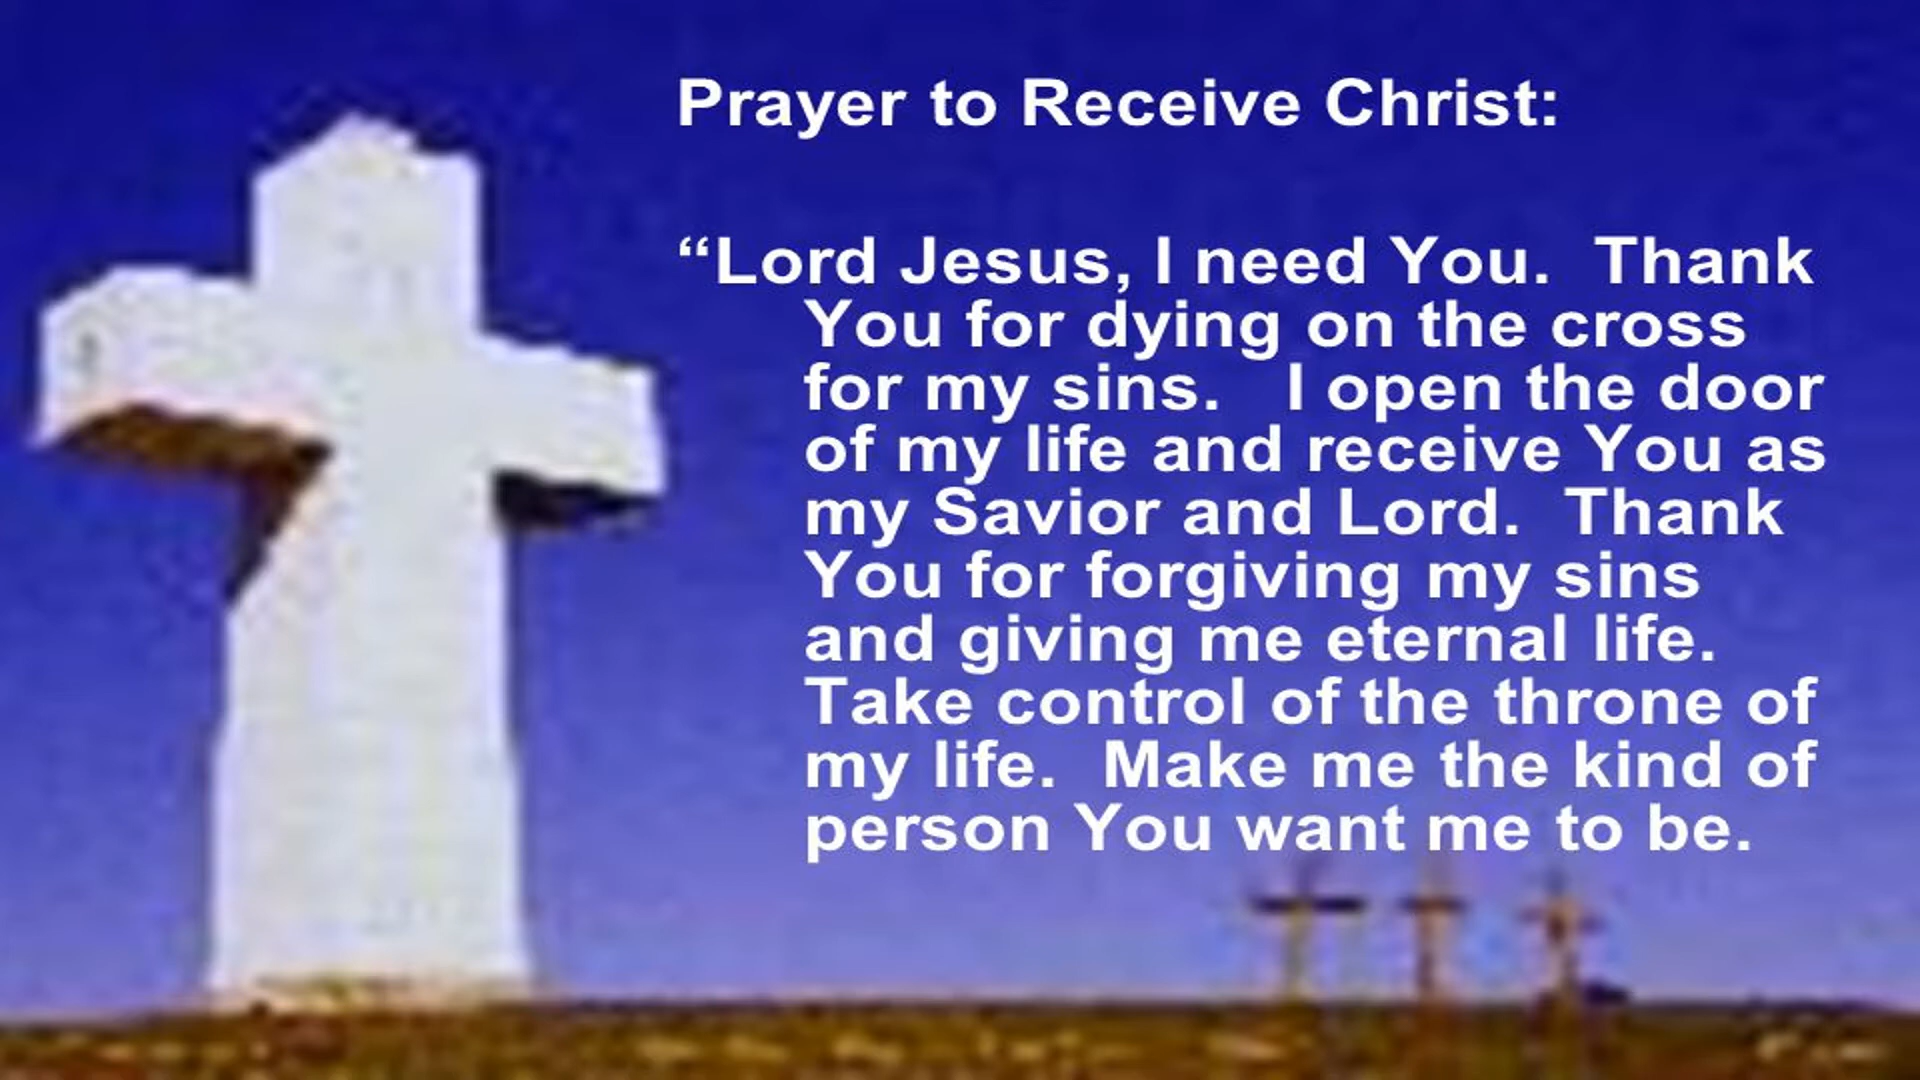 Prayer to Receive Christ:
“Lord Jesus, I need You.  Thank
You for dying on the cross
for my sins.   I open the door
of my life and receive You as
my Savior and Lord.  Thank
You for forgiving my sins
and giving me eternal life.
Take control of the throne of
my life.  Make me the kind of
person You want me to be.